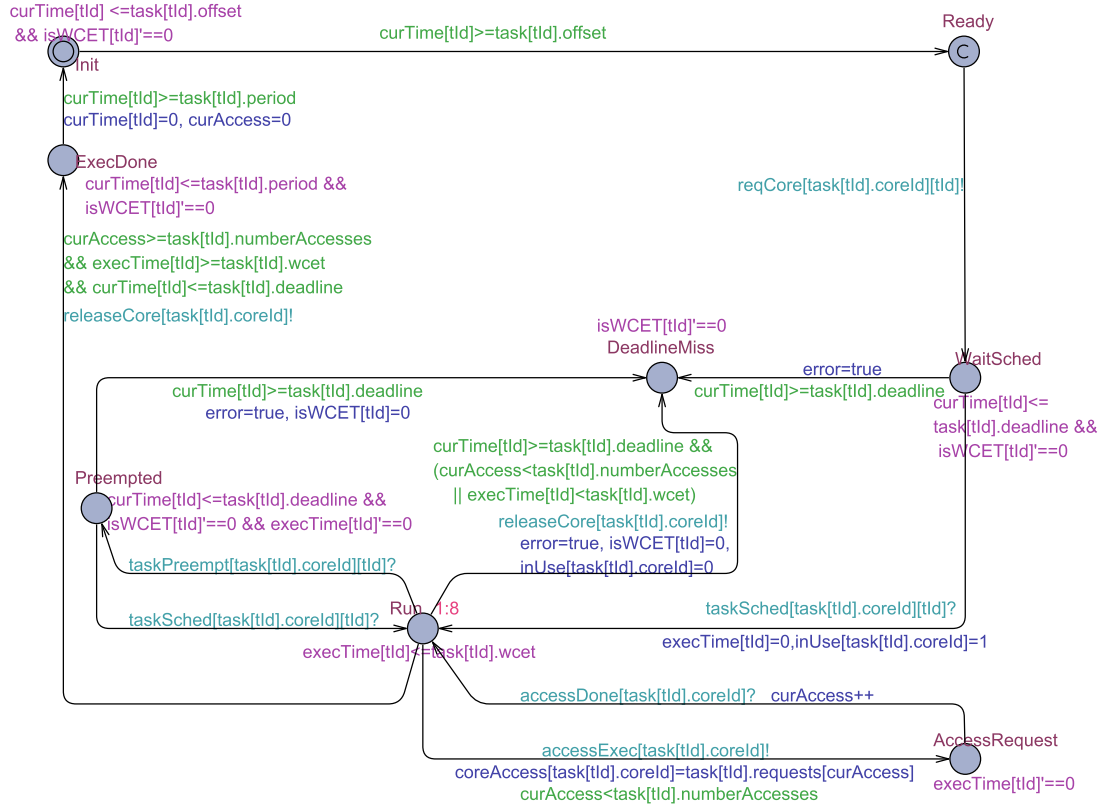 curTime[tId] <=task[tId].offset
&& isWCET[tId]'==0
Init
curTime[tId]>=task[tId].offset
Ready
C
curTime[tId]>=task[tId].period
curTime[tId]=0, curAccess=0
ExecDone
curTime[tId]<=task[tId].period &&
isWCET[tId]'==0
reqCore[task[tId].coreId][tId]!
curAccess>=task[tId].numberAccesses
&& execTime[tId]>=task[tId].wcet
&& curTime[tId]<=task[tId].deadline
releaseCore[task[tId].coreId]!
isWCET[tId]'==0
DeadlineMiss
WaitSched
error=true
curTime[tId]>=task[tId].deadline
curTime[tId]<=
task[tId].deadline &&
isWCET[tId]'==0
curTime[tId]>=task[tId].deadline
error=true, isWCET[tId]=0
curTime[tId]>=task[tId].deadline &&
(curAccess<task[tId].numberAccesses
|| execTime[tId]<task[tId].wcet)
releaseCore[task[tId].coreId]!
error=true, isWCET[tId]=0,
inUse[task[tId].coreId]=0
Preempted
curTime[tId]<=task[tId].deadline &&
isWCET[tId]'==0 && execTime[tId]'==0
taskPreempt[task[tId].coreId][tId]?
taskSched[task[tId].coreId][tId]?
Run 1:8
execTime[tId]<=task[tId].wcet
taskSched[task[tId].coreId][tId]?
execTime[tId]=0,inUse[task[tId].coreId]=1
accessDone[task[tId].coreId]? curAccess++
accessExec[task[tId].coreId]!
coreAccess[task[tId].coreId]=task[tId].requests[curAccess]
curAccess<task[tId].numberAccesses
AccessRequest
execTime[tId]'==0